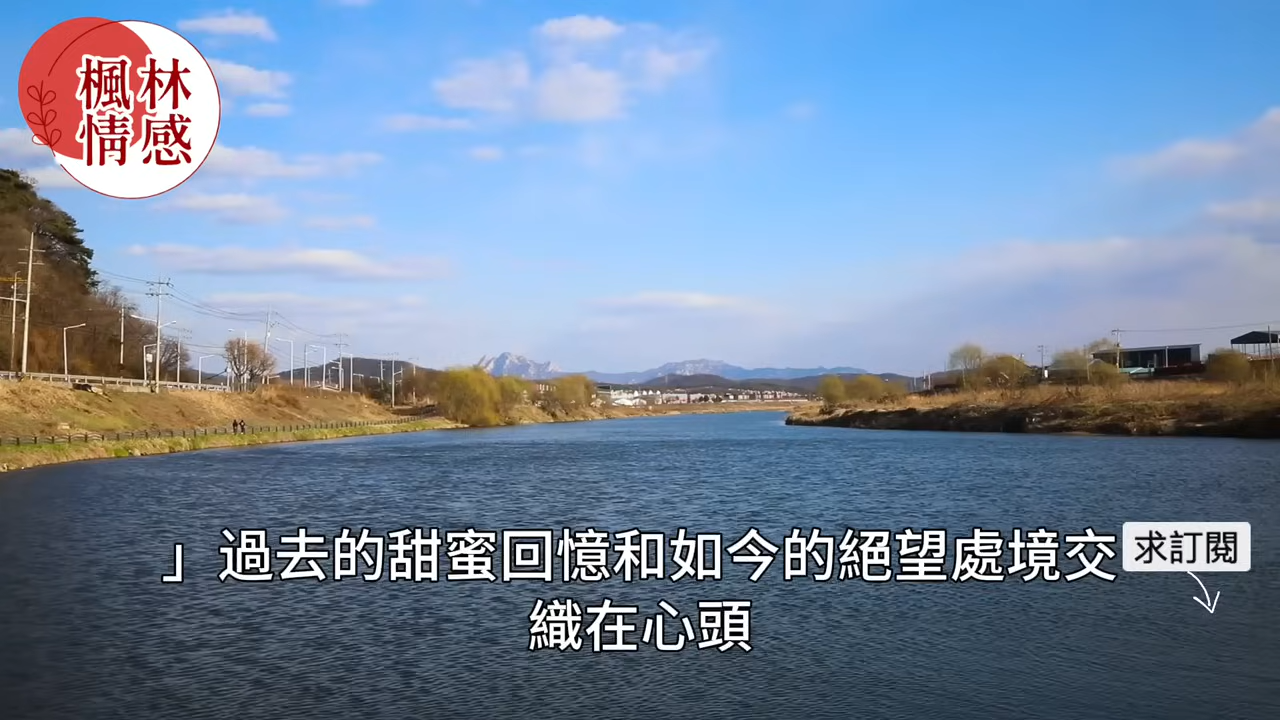 楓林
情感
」過去的甜蜜回憶和如今的絕望處境交
織在心頭
求訂閱